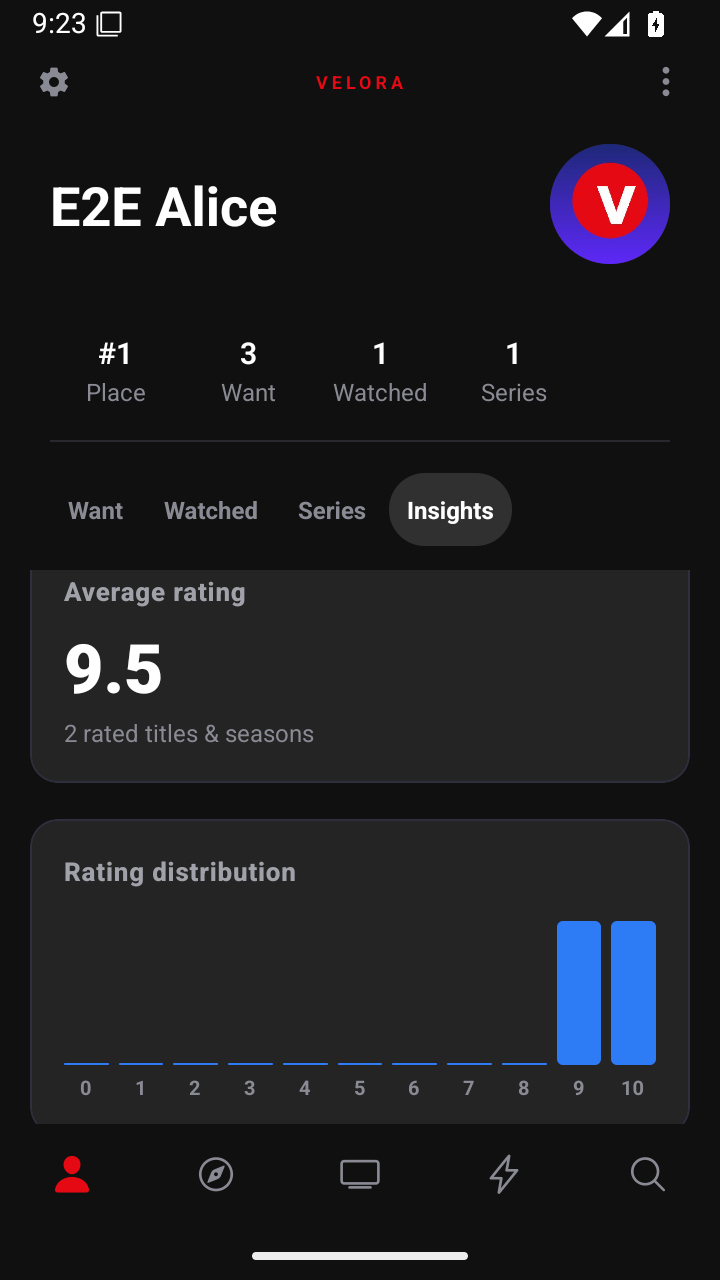 9:23
VELORA
E2E Alice
V
#1 3 1 1
Place Want Watched Series
Want Watched Series Insights
Average rating
9.5
2 rated titles & seasons
Rating distribution
0 1 2 3 4 5 6 7 8 9 10